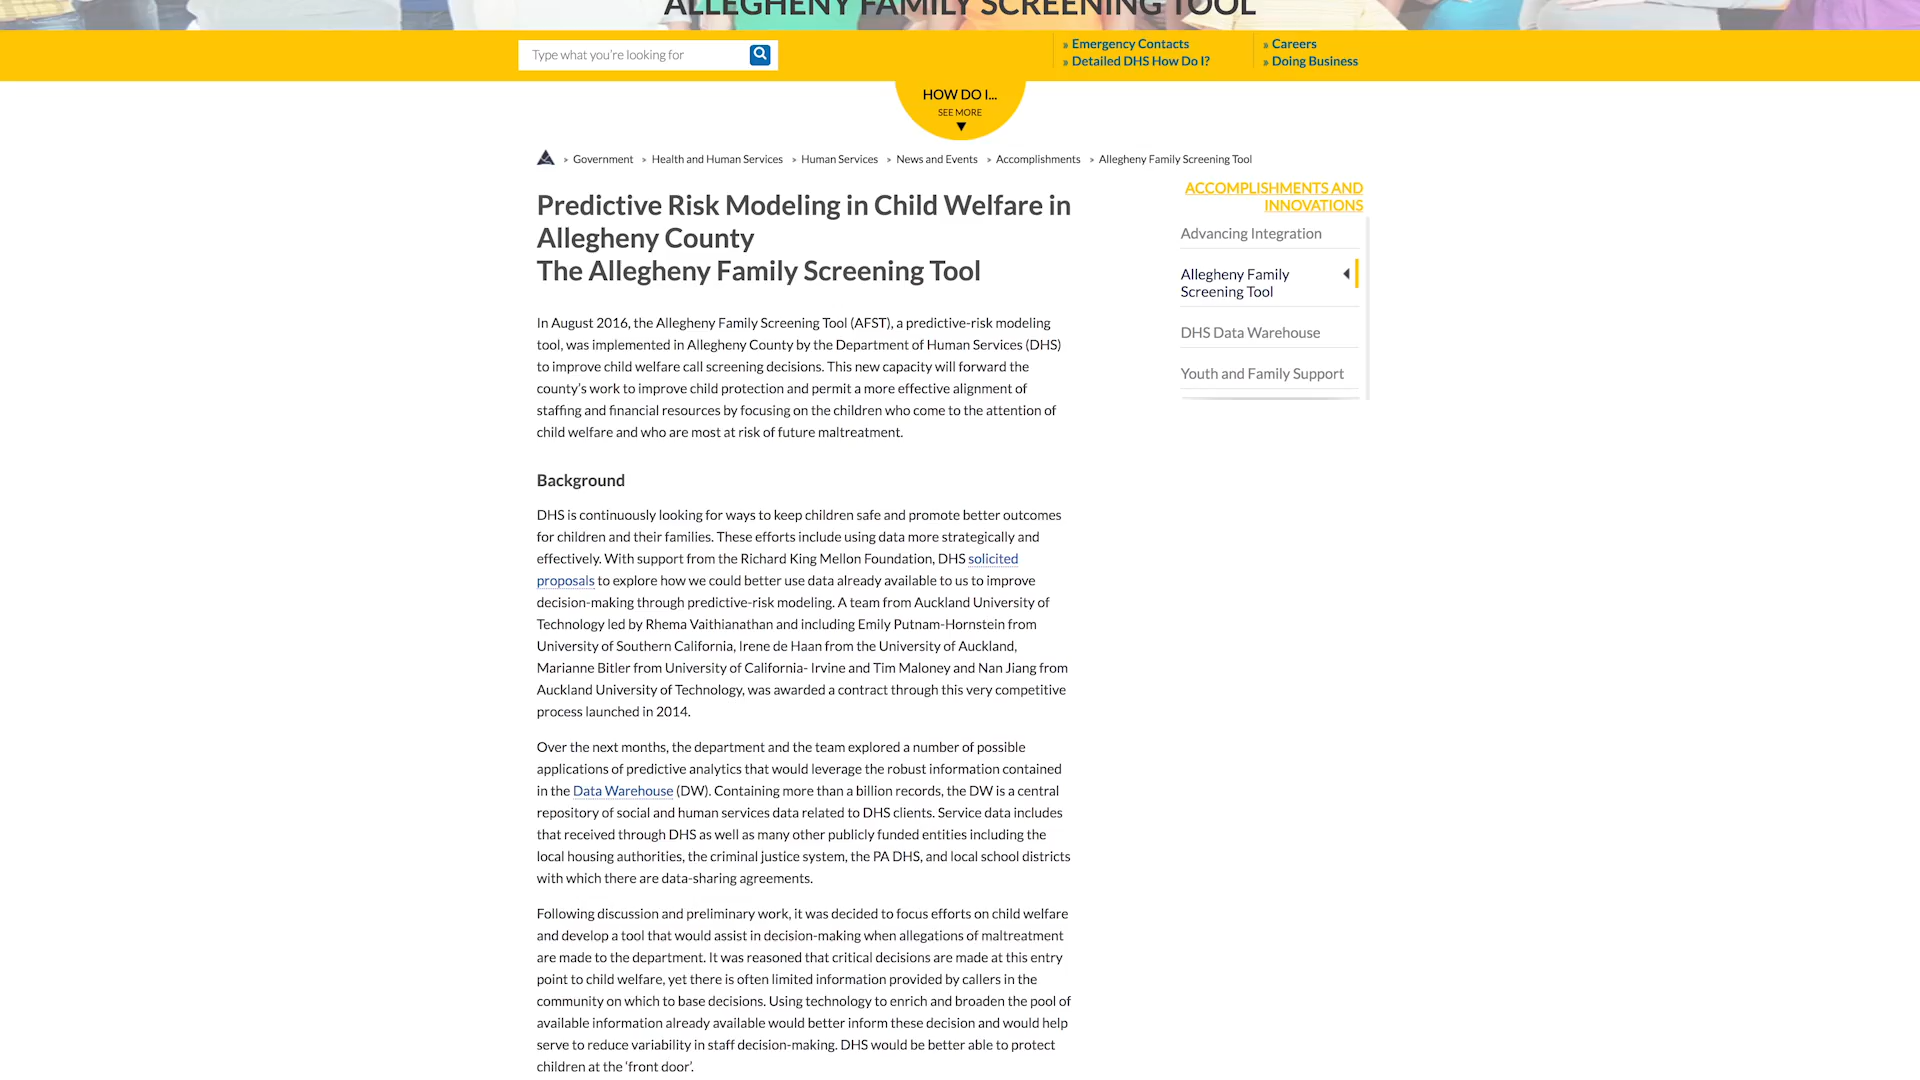 ALLEGHENY FAMILY SCREENING TOOL
Type what you're looking for
» Emergency Contacts
» Detailed DHS How Do I?
» Careers
» Doing Business
HOW DO I...
SEE MORE
» Government » Health and Human Services » Human Services » News and Events » Accomplishments » Allegheny Family Screening Tool
Predictive Risk Modeling in Child Welfare in
Allegheny County
The Allegheny Family Screening Tool
In August 2016, the Allegheny Family Screening Tool (AFST), a predictive-risk modeling
tool, was implemented in Allegheny County by the Department of Human Services (DHS)
to improve child welfare call screening decisions. This new capacity will forward the
county's work to improve child protection and permit a more effective alignment of
staffing and financial resources by focusing on the children who come to the attention of
child welfare and who are most at risk of future maltreatment.
Background
DHS is continuously looking for ways to keep children safe and promote better outcomes
for children and their families. These efforts include using data more strategically and
effectively. With support from the Richard King Mellon Foundation, DHS solicited
proposals to explore how we could better use data already available to us to improve
decision-making through predictive-risk modeling. A team from Auckland University of
Technology led by Rhema Vaithianathan and including Emily Putnam-Hornstein from
University of Southern California, Irene de Haan from the University of Auckland,
Marianne Bitler from University of California- Irvine and Tim Maloney and Nan Jiang from
Auckland University of Technology, was awarded a contract through this very competitive
process launched in 2014.
Over the next months, the department and the team explored a number of possible
applications of predictive analytics that would leverage the robust information contained
in the Data Warehouse (DW). Containing more than a billion records, the DW is a central
repository of social and human services data related to DHS clients. Service data includes
that received through DHS as well as many other publicly funded entities including the
local housing authorities, the criminal justice system, the PA DHS, and local school districts
with which there are data-sharing agreements.
Following discussion and preliminary work, it was decided to focus efforts on child welfare
and develop a tool that would assist in decision-making when allegations of maltreatment
are made to the department. It was reasoned that critical decisions are made at this entry
point to child welfare, yet there is often limited information provided by callers in the
community on which to base decisions. Using technology to enrich and broaden the pool of
available information already available would better inform these decision and would help
serve to reduce variability in staff decision-making. DHS would be better able to protect
children at the 'front door'.
ACCOMPLISHMENTS AND
INNOVATIONS
Advancing Integration
Allegheny Family
Screening Tool
DHS Data Warehouse
Youth and Family Support